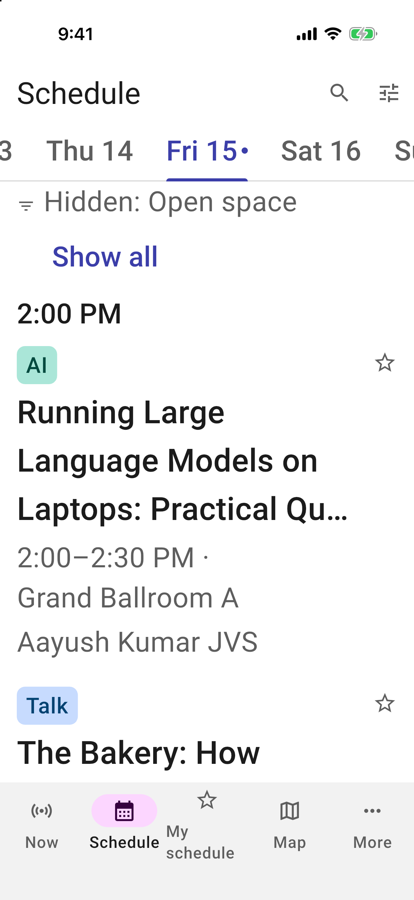 9:41
Schedule
3 Thu 14 Fri 15• Sat 16 Su
Hidden: Open space
Show all
2:00 PM
AI
Running Large
Language Models on
Laptops: Practical Qu…
2:00–2:30 PM ·
Grand Ballroom A
Aayush Kumar JVS
Talk
The Bakery: How
Now
Schedule
My
schedule
Map
More